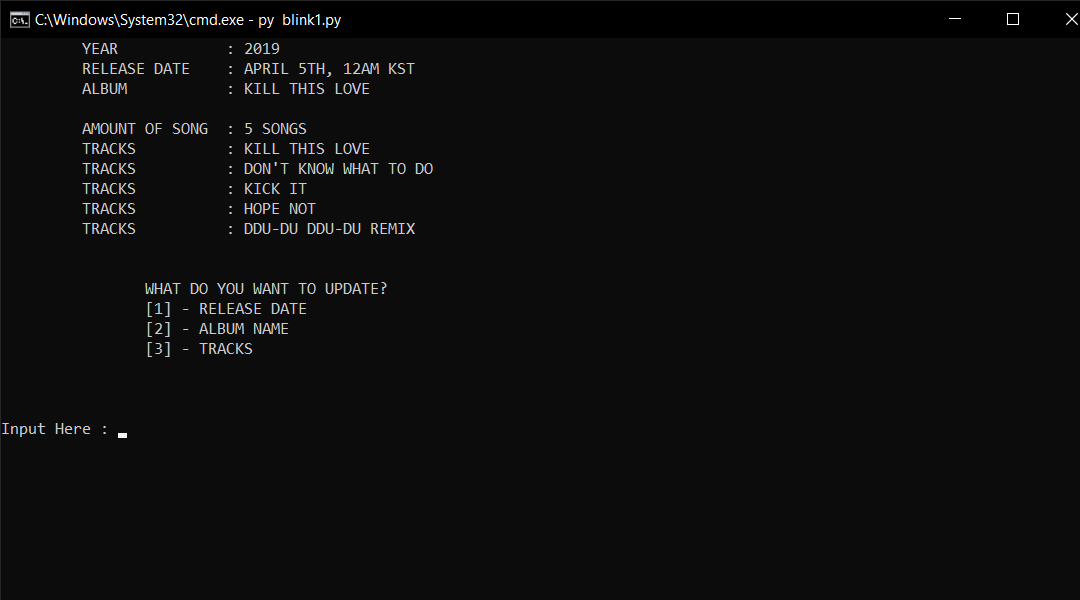 C:\Windows\System32\cmd.exe - py  blink1.py
YEAR : 2019
RELEASE DATE : APRIL 5TH, 12AM KST
ALBUM : KILL THIS LOVE
AMOUNT OF SONG : 5 SONGS
TRACKS : KILL THIS LOVE
TRACKS : DON'T KNOW WHAT TO DO
TRACKS : KICK IT
TRACKS : HOPE NOT
TRACKS : DDU-DU DDU-DU REMIX
WHAT DO YOU WANT TO UPDATE?
[1] - RELEASE DATE
[2] - ALBUM NAME
[3] - TRACKS
Input Here :